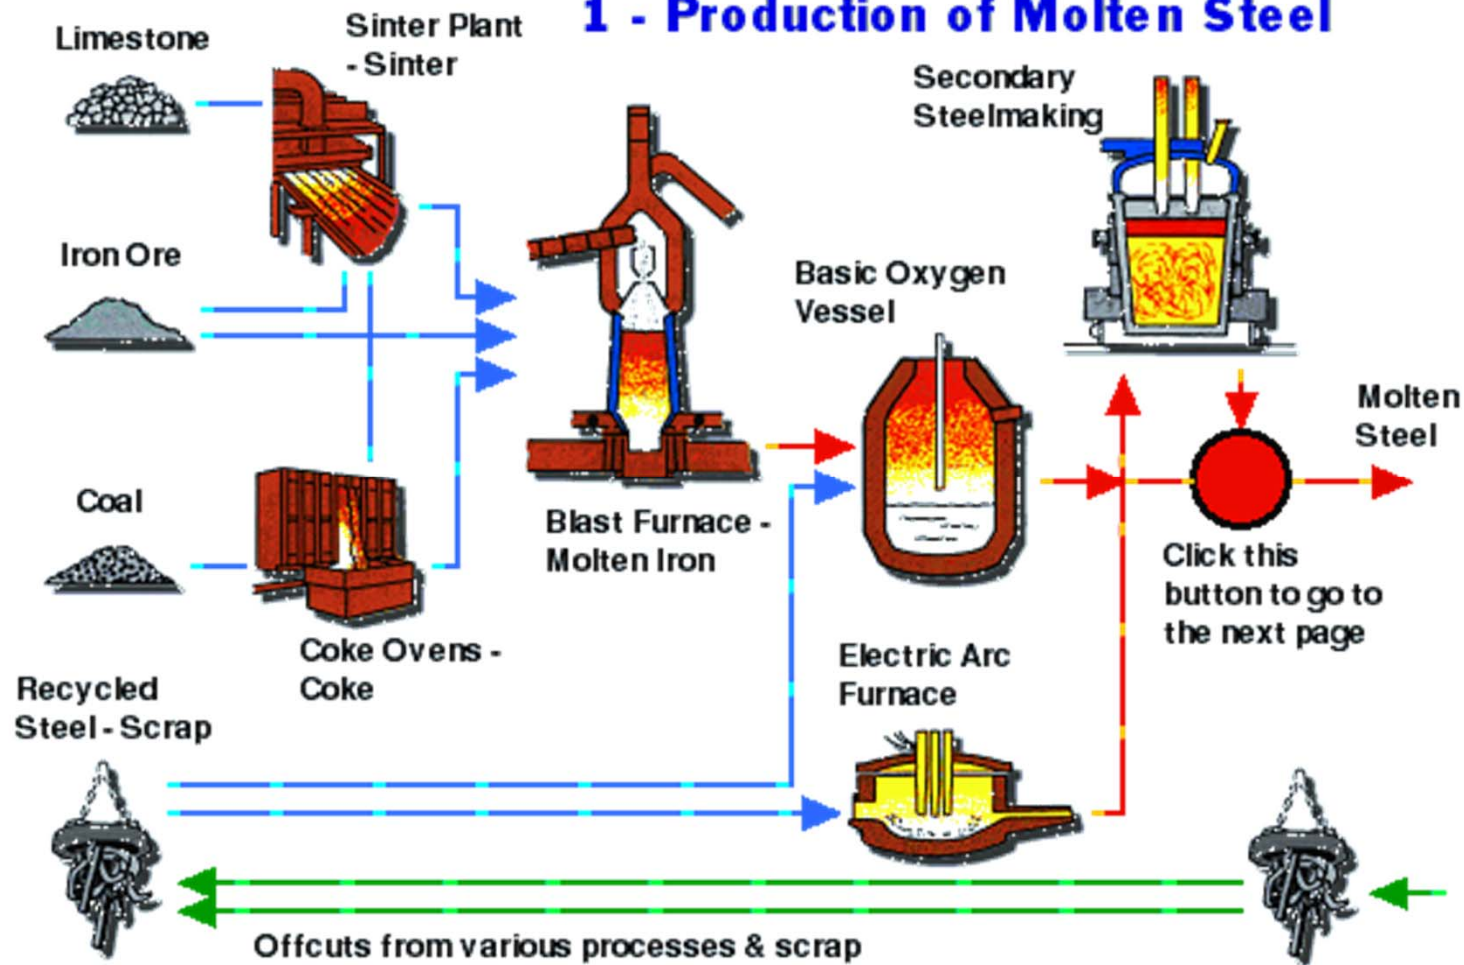 1 - Production of Molten Steel
Limestone
Sinter Plant
- Sinter
Secondary
Steelmaking
Iron Ore
Basic Oxygen
Vessel
Molten
Steel
Coal
Blast Furnace -
Molten Iron
Click this
button to go to
the next page
Coke Ovens -
Coke
Electric Arc
Furnace
Recycled
Steel - Scrap
Offcuts from various processes & scrap